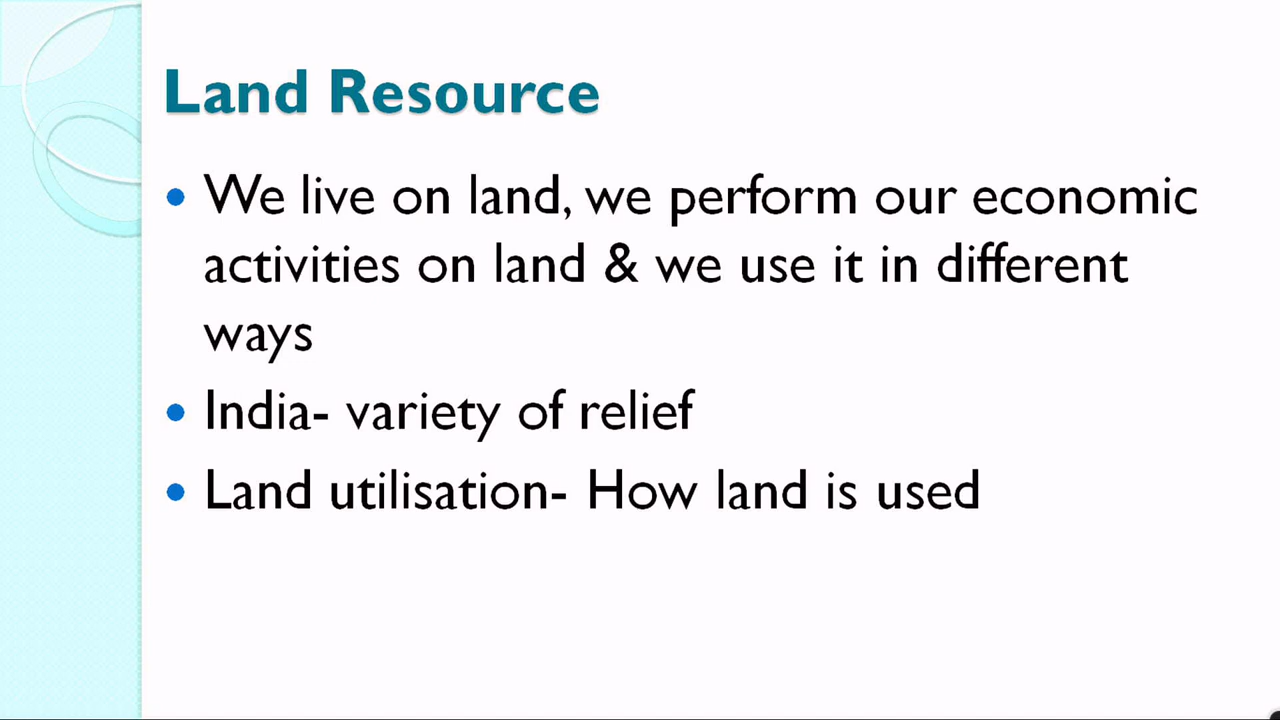 Land Resource
• We live on land, we perform our economic
activities on land & we use it in different
ways
• India- variety of relief
• Land utilisation- How land is used